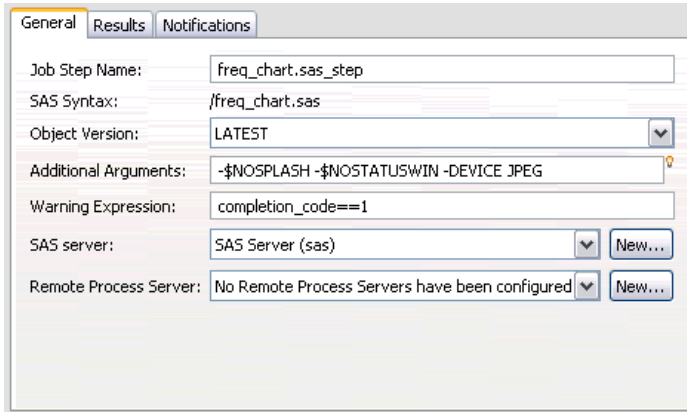 General Results Notifications
Job Step Name: freq_chart.sas_step
SAS Syntax: /freq_chart.sas
Object Version: LATEST
Additional Arguments: -$NOSPLASH -$NOSTATUSWIN -DEVICE JPEG
Warning Expression: completion_code==1
SAS server: SAS Server (sas) New...
Remote Process Server: No Remote Process Servers have been configured New...